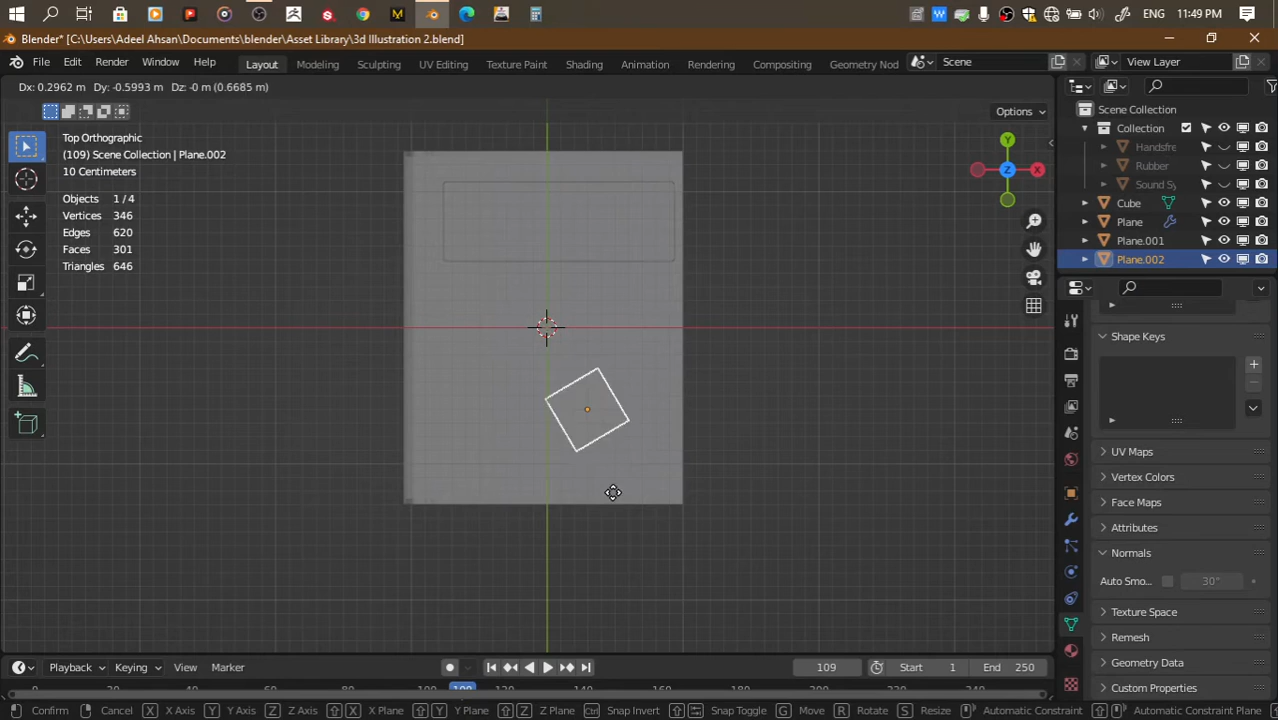 ENG 11:49 PM
Blender* [C:\Users\Adeel Ahsan\Documents\blender\Asset Library\3d Illustration 2.blend]
File Edit Render Window Help Layout Modeling Sculpting UV Editing Texture Paint Shading Animation Rendering Compositing Geometry Nod Scene View Layer
Dx: 0.2962 m Dy: -0.5993 m Dz: -0 m (0.6685 m)
Options
Top Orthographic
(109) Scene Collection | Plane.002
10 Centimeters
Objects 1 / 4
Vertices 346
Edges 620
Faces 301
Triangles 646
Y
Z
X
Scene Collection
Collection
Handsfre
Rubber
Sound Sy
Cube
Plane
Plane.001
Plane.002
Shape Keys
UV Maps
Vertex Colors
Face Maps
Attributes
Normals
Auto Smo... 30°
Texture Space
Remesh
Geometry Data
Custom Properties
Playback Keying View Marker 109 Start 1 End 250
Confirm Cancel X X Axis Y Y Axis Z Z Axis X X Plane Y Y Plane Z Z Plane Ctrl Snap Invert Snap Toggle G Move R Rotate S Resize Automatic Constraint Automatic Constraint Plane